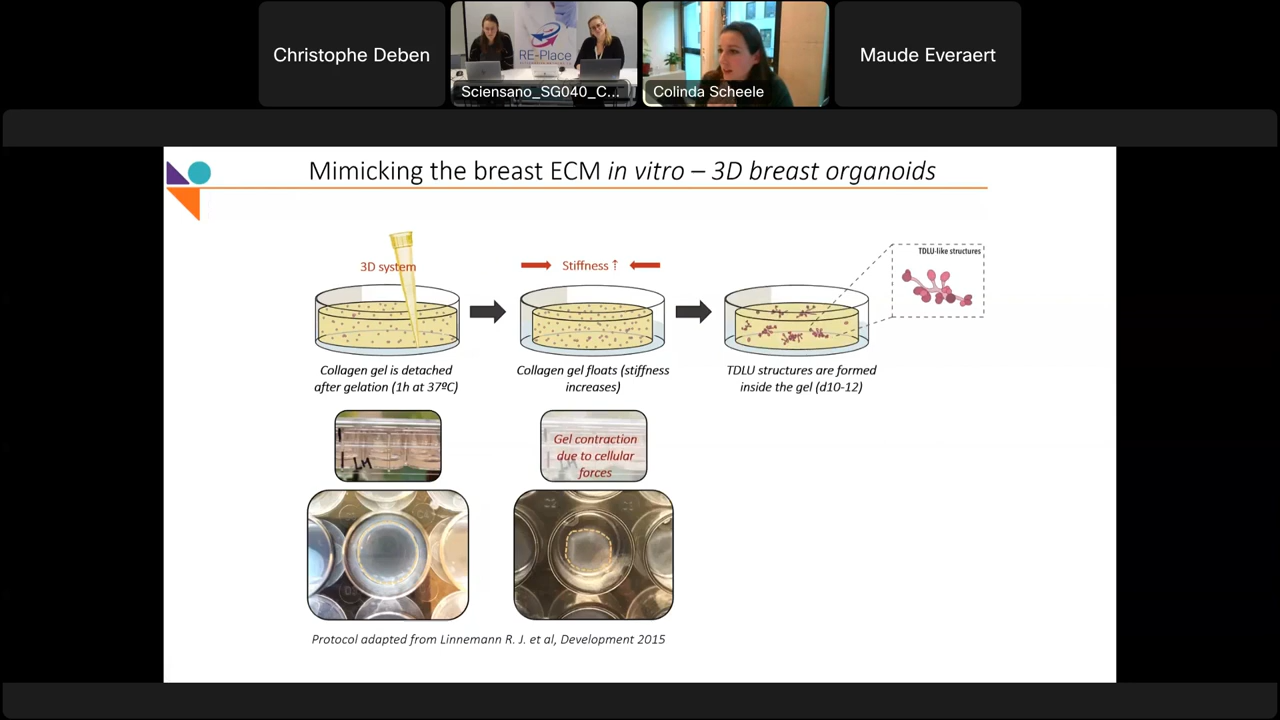 Christophe Deben
RE-Place
Sciensano_SG040_C...
Colinda Scheele
Maude Everaert
Mimicking the breast ECM in vitro – 3D breast organoids
3D system
Stiffness ↑
TDLU-like structures
Collagen gel is detached
after gelation (1h at 37ºC)
Collagen gel floats (stiffness
increases)
TDLU structures are formed
inside the gel (d10-12)
Gel contraction
due to cellular
forces
Protocol adapted from Linnemann R. J. et al, Development 2015